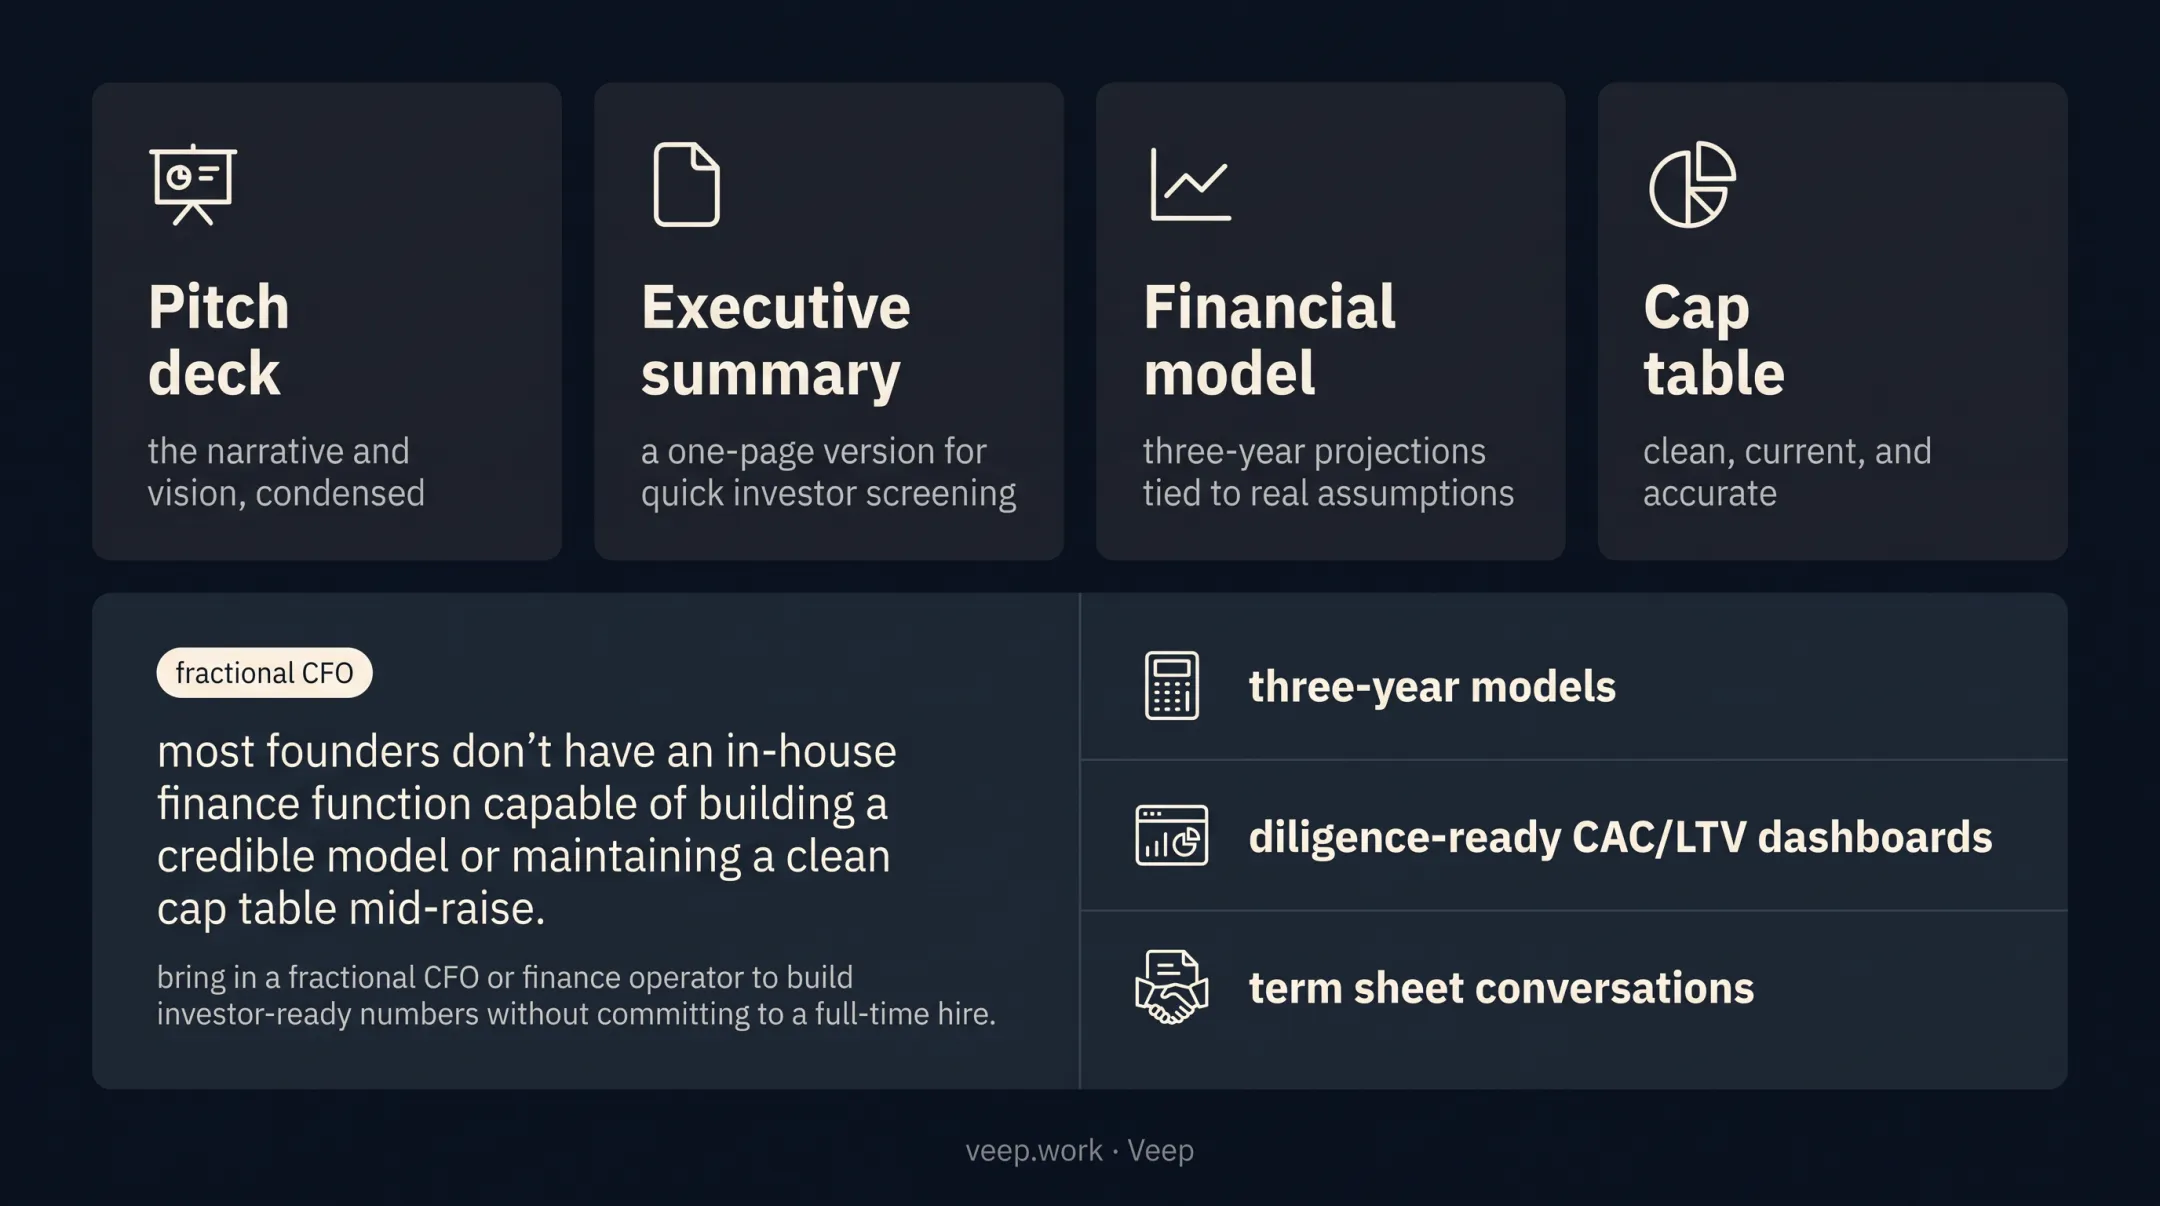 Pitch
deck
the narrative and
vision, condensed
Executive
summary
a one-page version for
quick investor screening
Financial
model
three-year projections
tied to real assumptions
Cap
table
clean, current, and
accurate
fractional CFO
most founders don’t have an in-house
finance function capable of building a
credible model or maintaining a clean
cap table mid-raise.
bring in a fractional CFO or finance operator to build
investor-ready numbers without committing to a full-time hire.
three-year models
diligence-ready CAC/LTV dashboards
term sheet conversations
veep.work · Veep